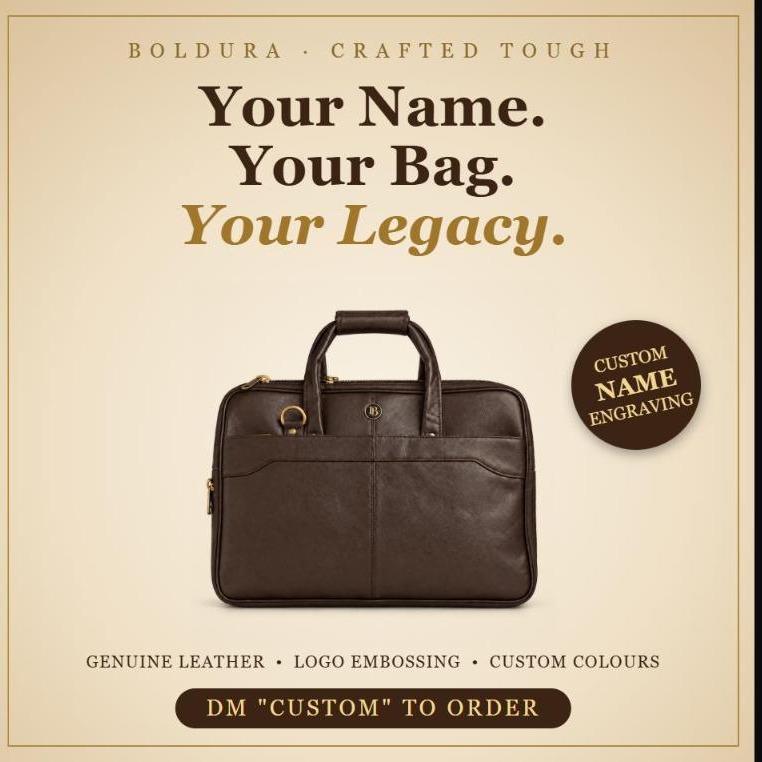 BOLDURA · CRAFTED TOUGH
Your Name.
Your Bag.
Your Legacy.
B
CUSTOM
NAME
ENGRAVING
GENUINE LEATHER • LOGO EMBOSSING • CUSTOM COLOURS
DM "CUSTOM" TO ORDER